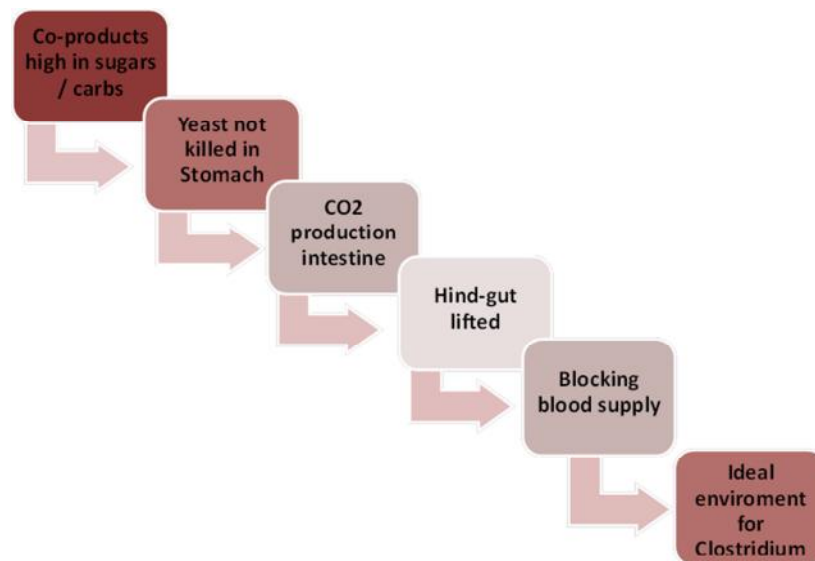 Co-products
high in sugars
/ carbs
Yeast not
killed in
Stomach
CO2
production
intestine
Hind-gut
lifted
Blocking
blood supply
Ideal
enviroment
for
Clostridium